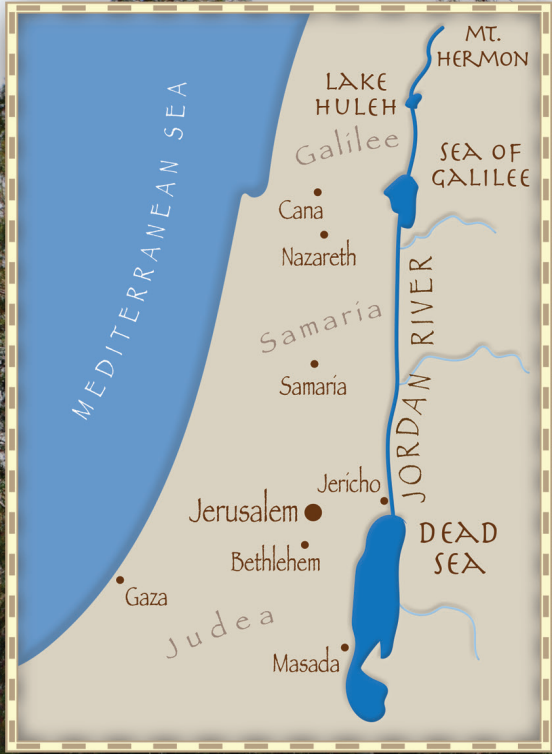 MT.
HERMON
LAKE
HULEH
Galilee
SEA OF
GALILEE
Cana
Nazareth
MEDITERRANEAN SEA
Samaria
JORDAN RIVER
Samaria
Jericho
Jerusalem
DEAD
SEA
Bethlehem
Gaza
Judea
Masada